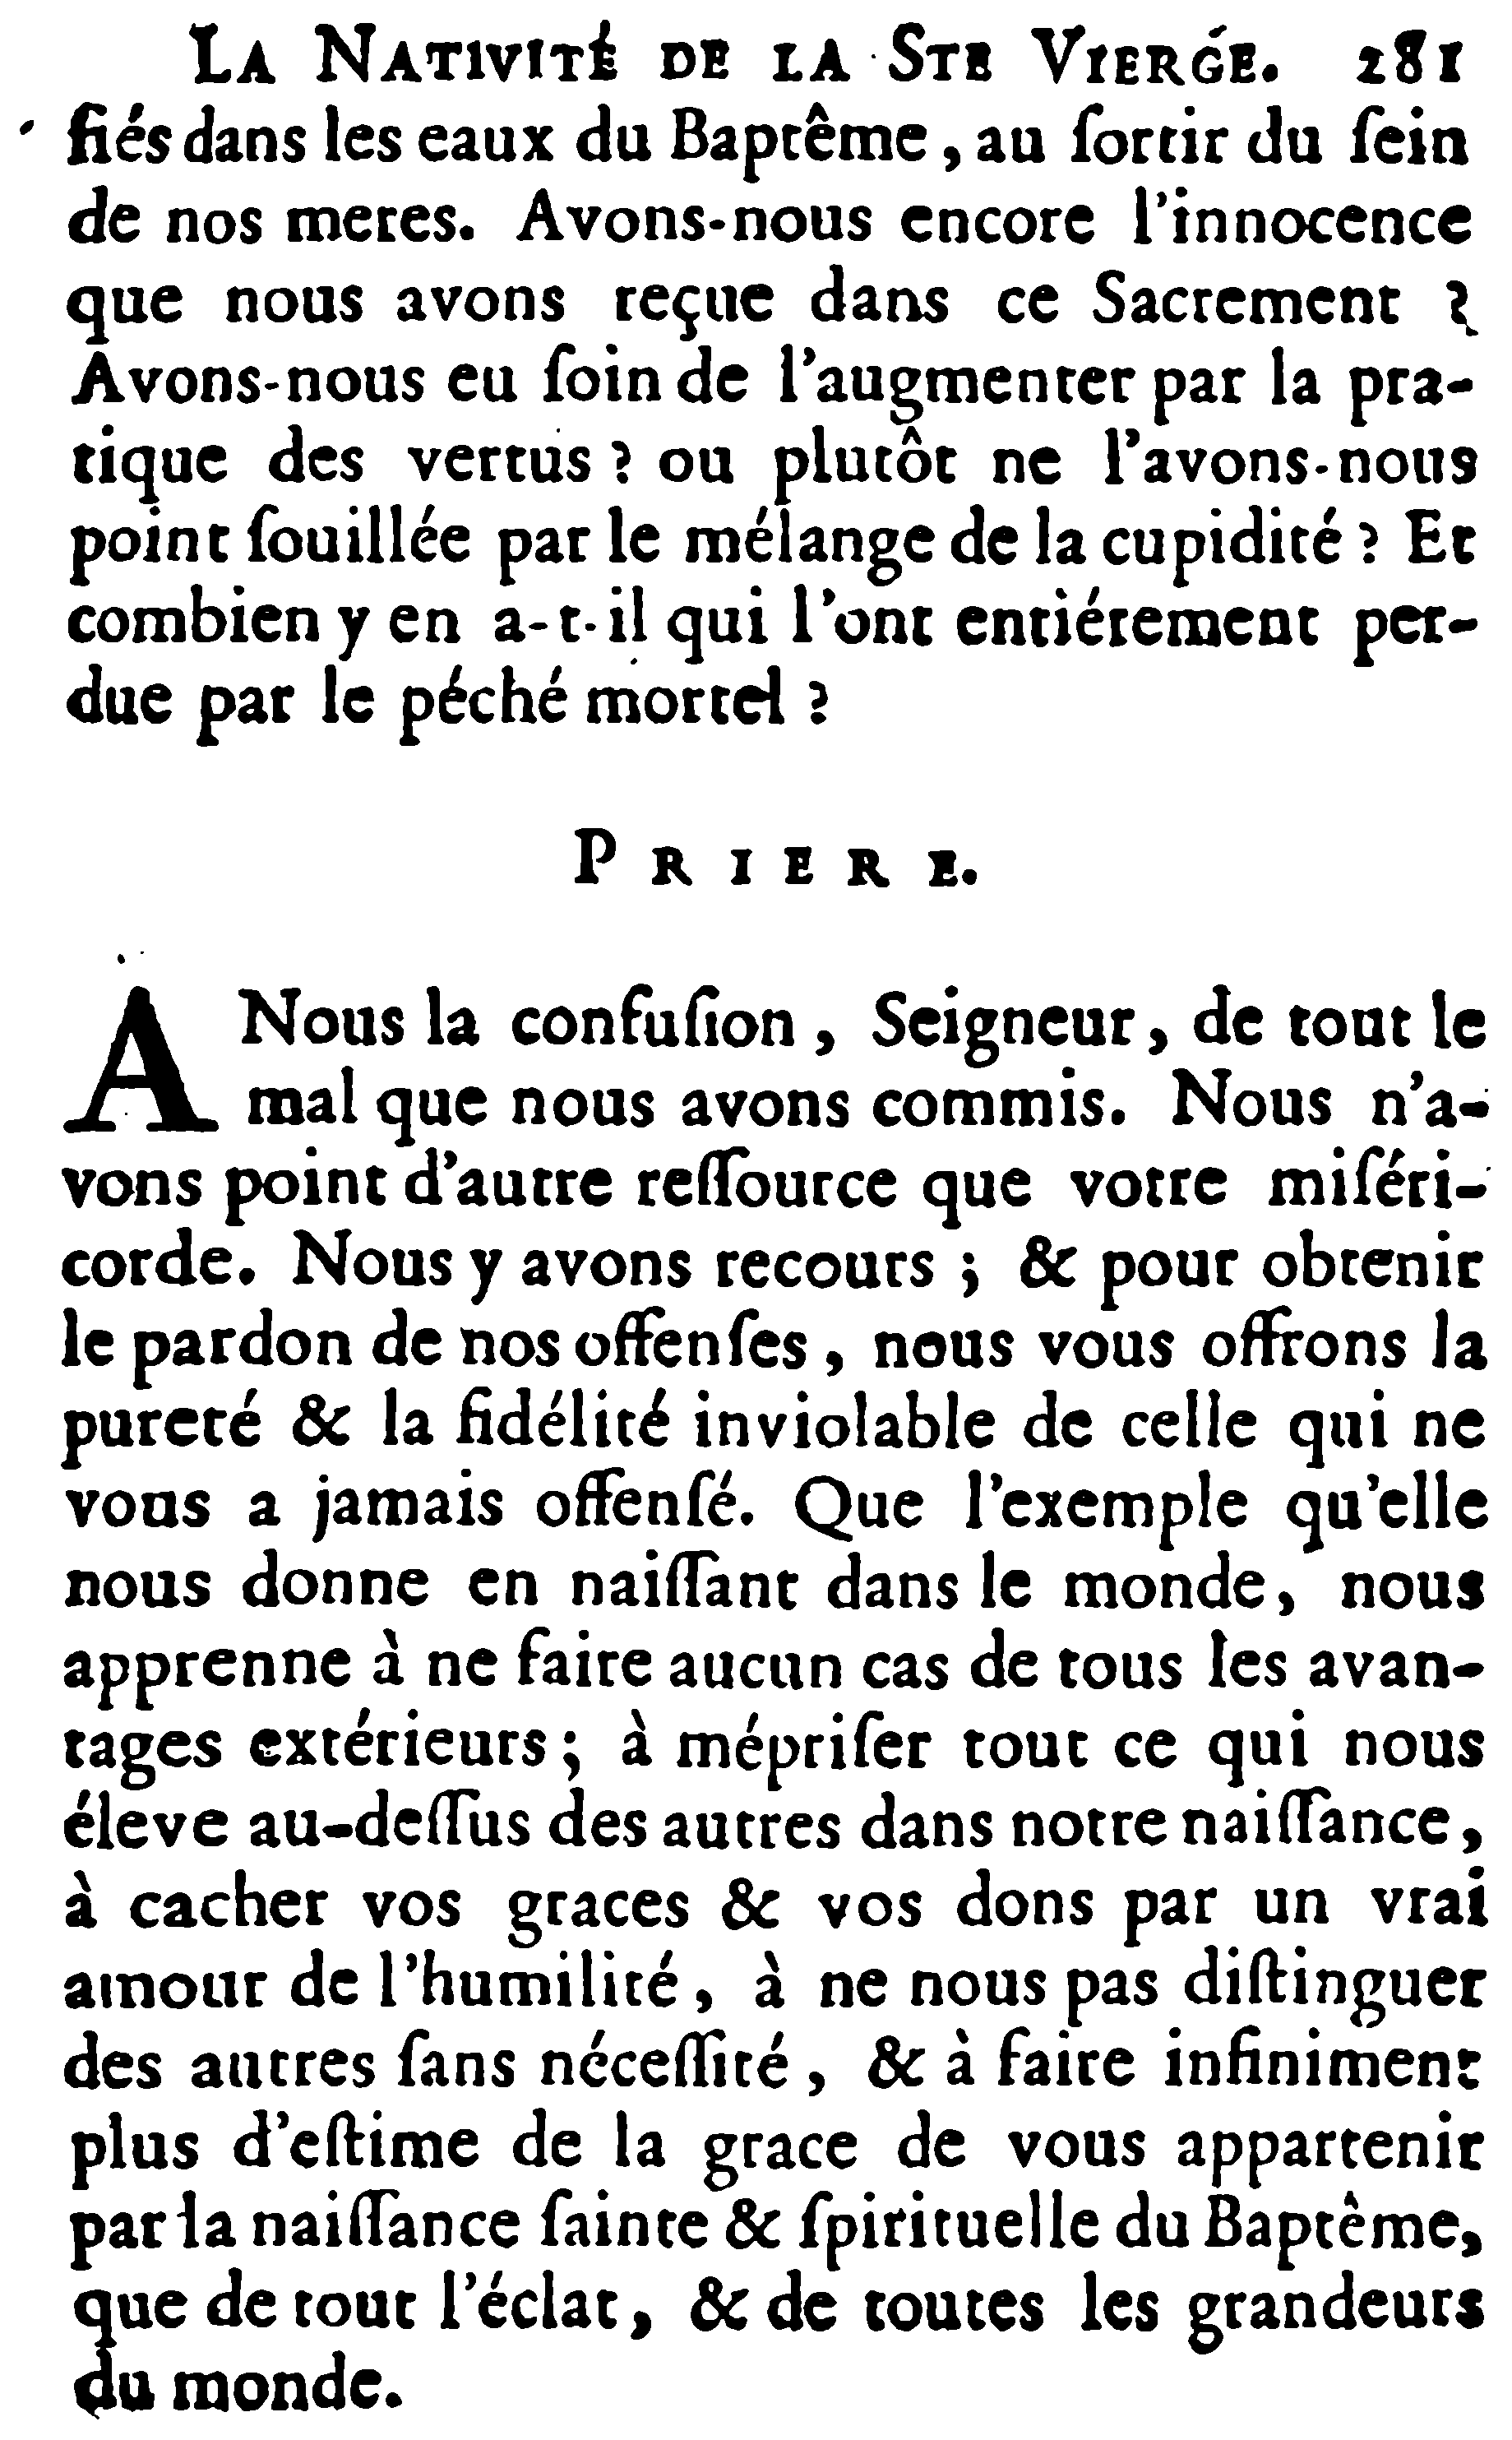 LA NATIVITÉ DE LA STE VIERGE. 281
fiés dans les eaux du Baptême, au ſortir du ſein
de nos meres. Avons-nous encore l'innocence
que nous avons reçue dans ce Sacrement ?
Avons-nous eu ſoin de l'augmenter par la pra-
tique des vertus ? ou plutôt ne l'avons-nous
point ſouillée par le mélange de la cupidité ? Et
combien y en a-t-il qui l'ont entiérement per-
due par le péché mortel ?
PRIERE.
A Nous la confuſion, Seigneur, de tout le
mal que nous avons commis. Nous n'a-
vons point d'autre reſſource que votre miſéri-
corde. Nous y avons recours ; & pour obtenir
le pardon de nos offenſes, nous vous offrons la
pureté & la fidélité inviolable de celle qui ne
vous a jamais offenſé. Que l'exemple qu'elle
nous donne en naiſſant dans le monde, nous
apprenne à ne faire aucun cas de tous les avan-
tages extérieurs ; à mépriſer tout ce qui nous
éleve au-deſſus des autres dans notre naiſſance,
à cacher vos graces & vos dons par un vrai
amour de l'humilité, à ne nous pas diſtinguer
des autres ſans néceſſité, & à faire infiniment
plus d'eſtime de la grace de vous appartenir
par la naiſſance ſainte & ſpirituelle du Baptême,
que de tout l'éclat, & de toutes les grandeurs
du monde.